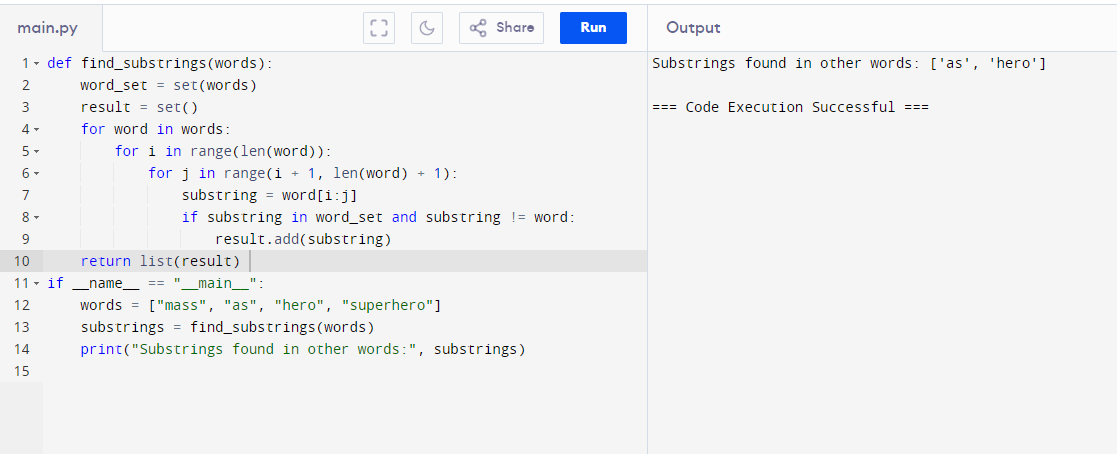 main.py
Share
Run
Output
1 def find_substrings(words):
2     word_set = set(words)
3     result = set()
4     for word in words:
5         for i in range(len(word)):
6             for j in range(i + 1, len(word) + 1):
7                 substring = word[i:j]
8                 if substring in word_set and substring != word:
9                     result.add(substring)
10     return list(result)
11 if __name__ == "__main__":
12     words = ["mass", "as", "hero", "superhero"]
13     substrings = find_substrings(words)
14     print("Substrings found in other words:", substrings)
15
Substrings found in other words: ['as', 'hero']
=== Code Execution Successful ===